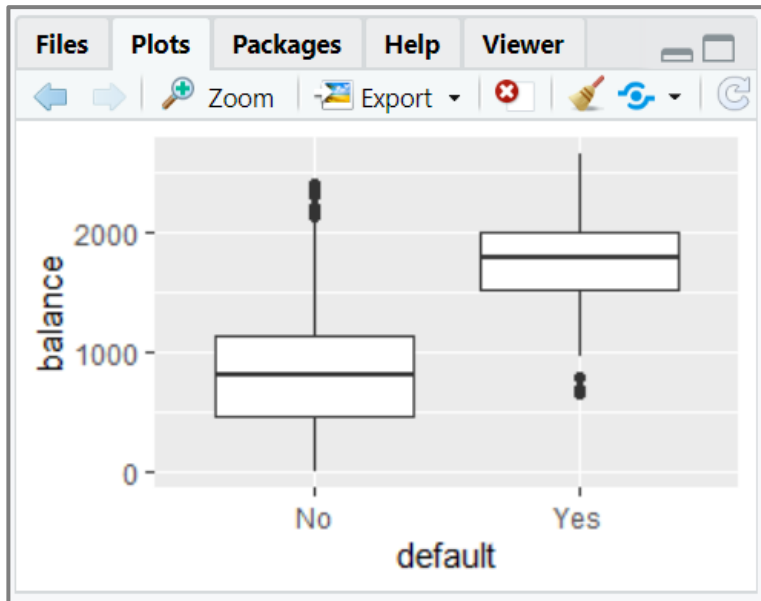 Files Plots Packages Help Viewer
Zoom Export
2000
1000
0
balance
No Yes
default